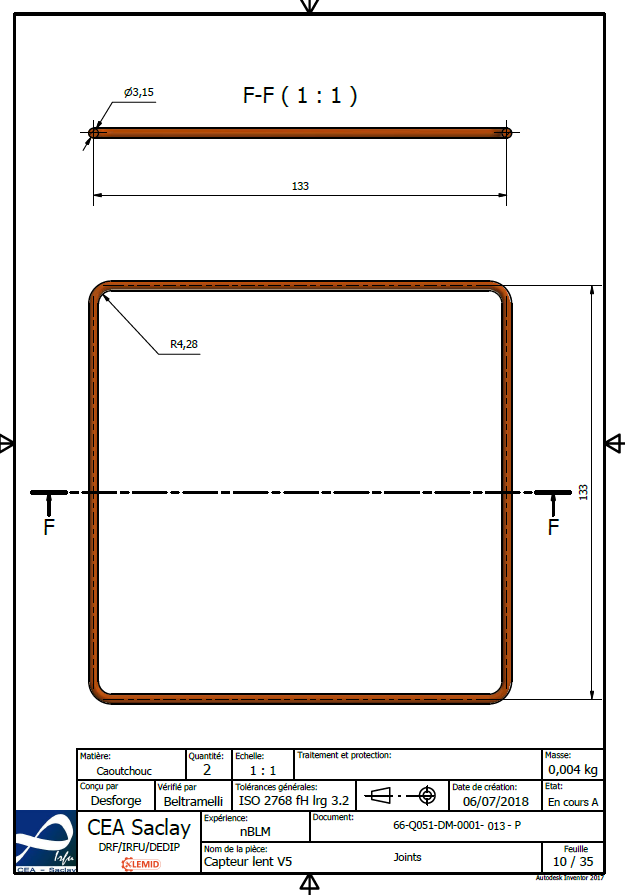 Ø3,15
F-F ( 1 : 1 )
133
R4,28
133
F F
Matière: Caoutchouc
Quantité: 2
Echelle: 1 : 1
Traitement et protection:
Masse: 0,004 kg
Conçu par Desforge
Vérifié par Beltramelli
Tolérances générales: ISO 2768 fH lrg 3.2
Date de création: 06/07/2018
Etat: En cours A
CEA Saclay
DRF/IRFU/DEDIP
LEMID
Irfu
CEA - Saclay
Expérience: nBLM
Document: 66-Q051-DM-0001- 013 - P
Nom de la pièce: Capteur lent V5
Joints
Feuille 10 / 35
Autodesk Inventor 2017